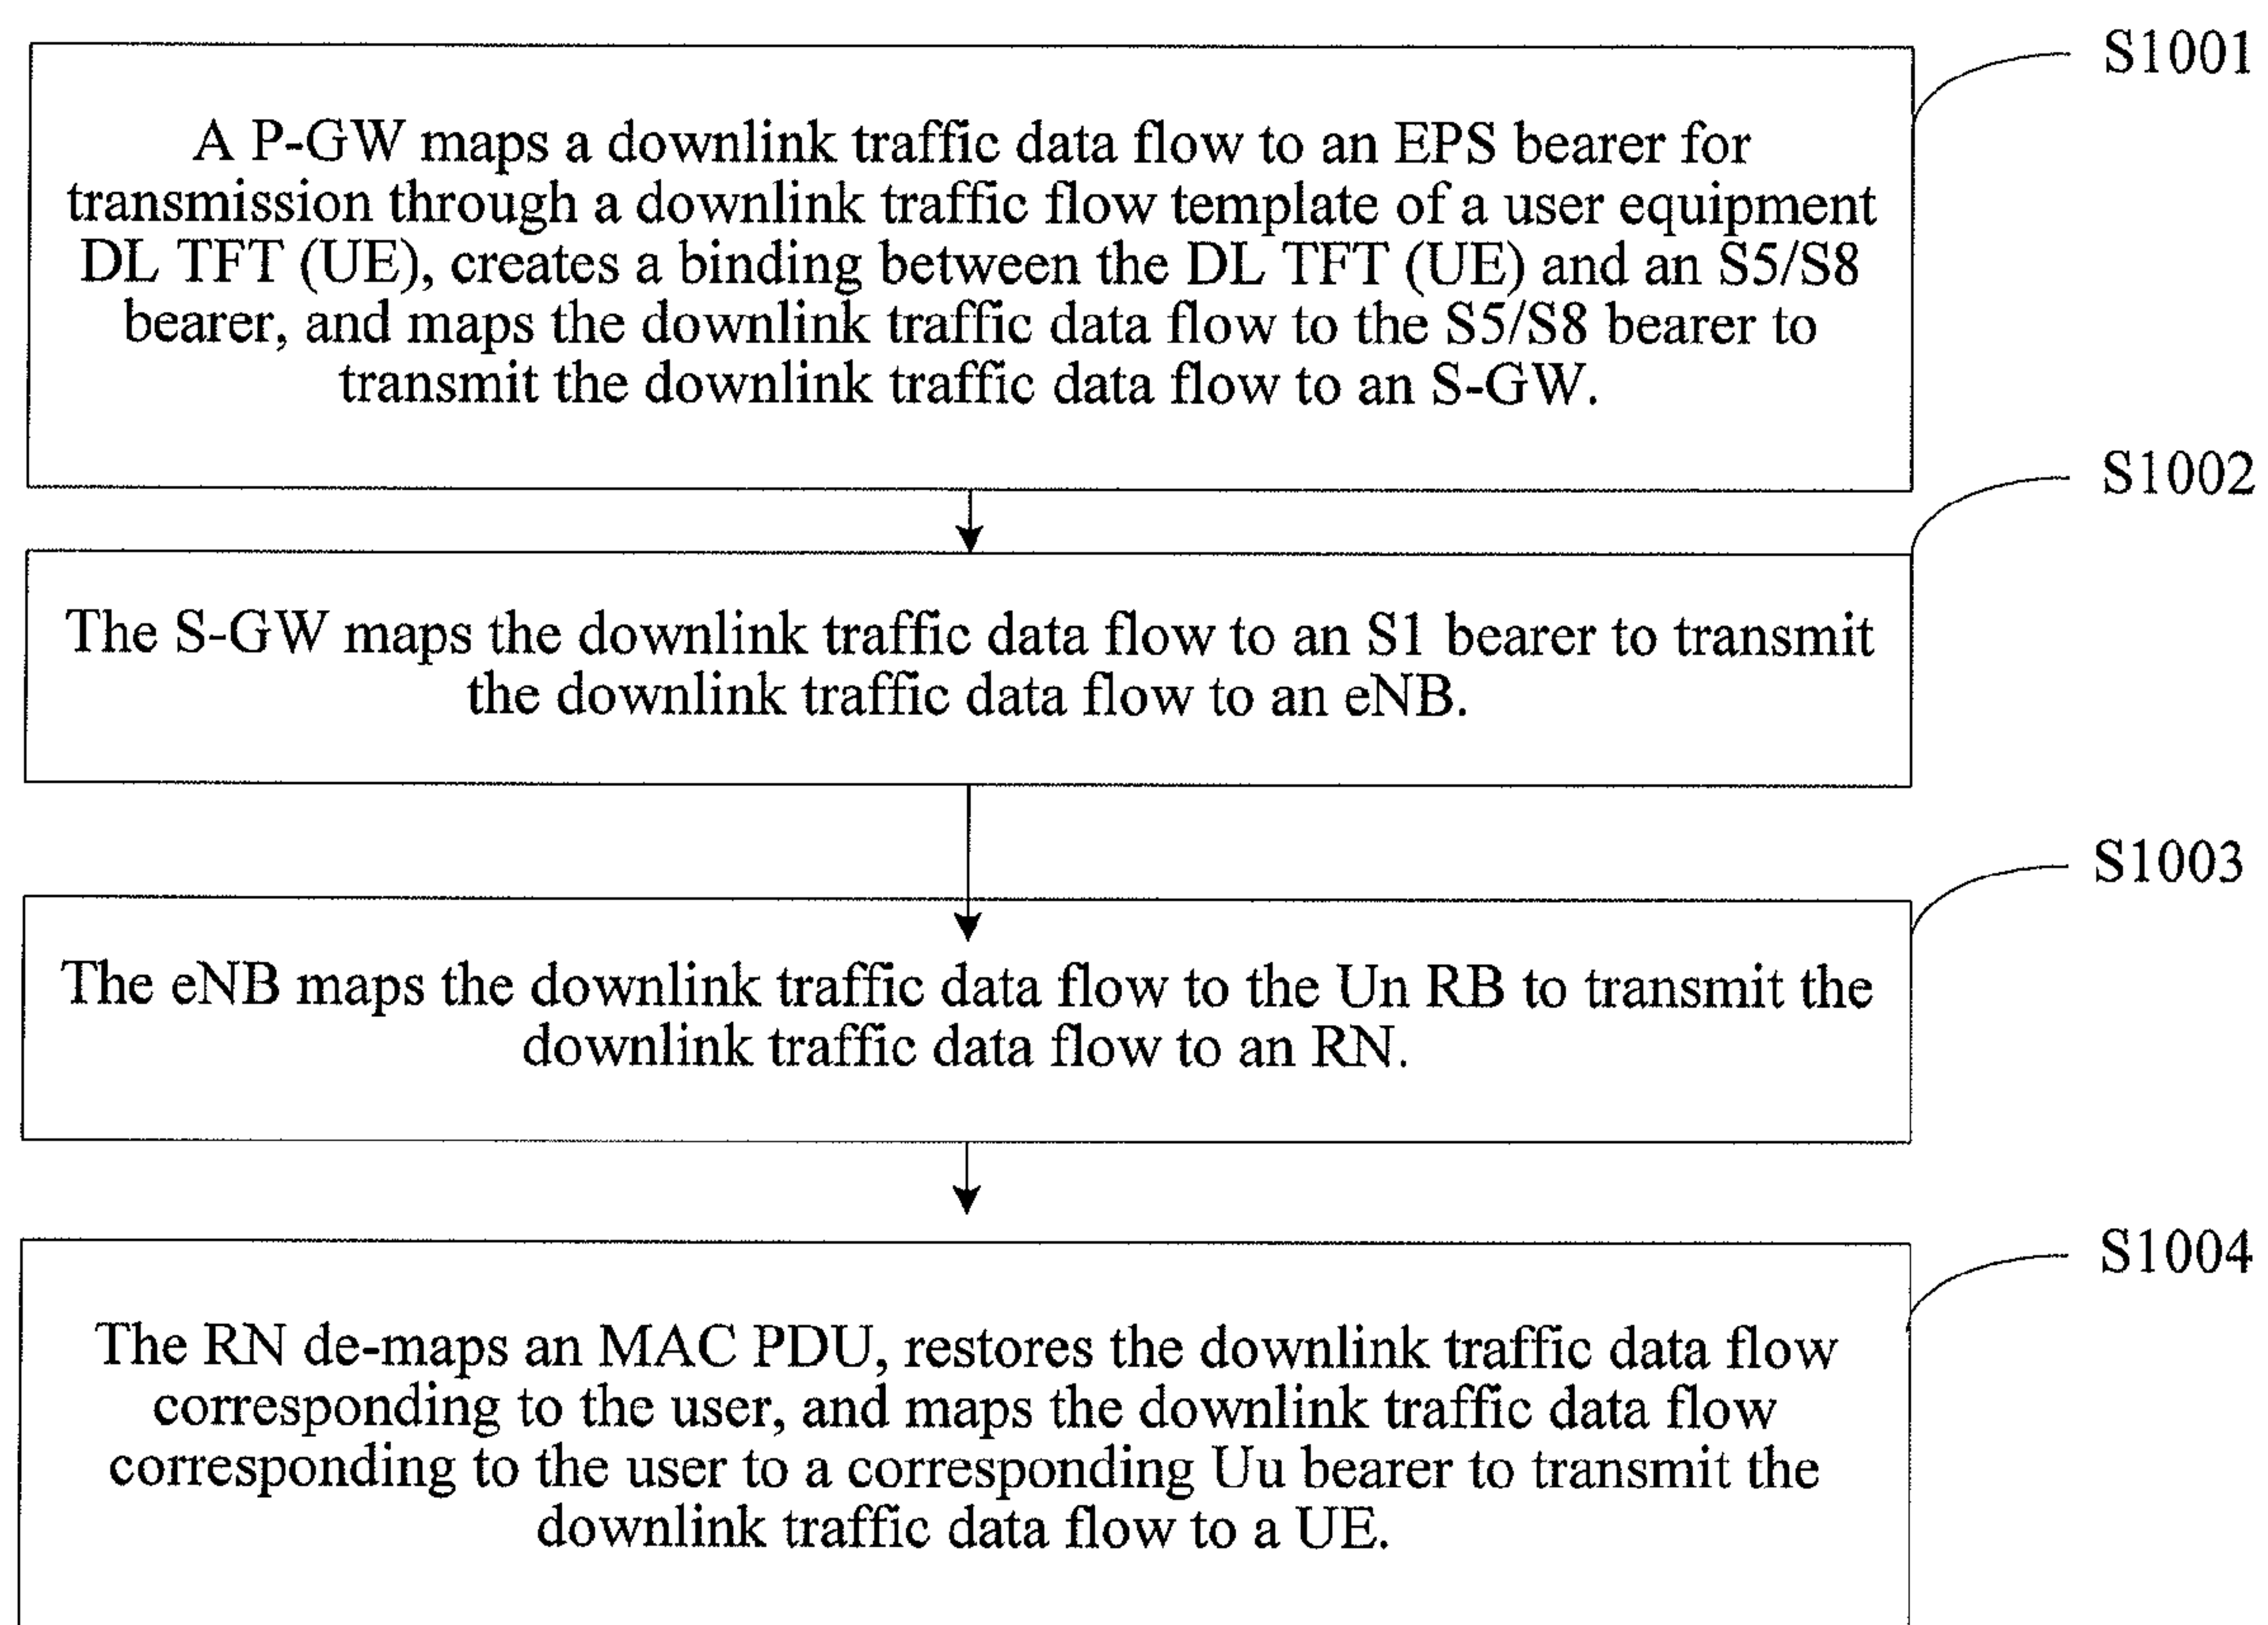 S1001
A P-GW maps a downlink traffic data flow to an EPS bearer for
transmission through a downlink traffic flow template of a user equipment
DL TFT (UE), creates a binding between the DL TFT (UE) and an S5/S8
bearer, and maps the downlink traffic data flow to the S5/S8 bearer to
transmit the downlink traffic data flow to an S-GW.
S1002
The S-GW maps the downlink traffic data flow to an S1 bearer to transmit
the downlink traffic data flow to an eNB.
S1003
The eNB maps the downlink traffic data flow to the Un RB to transmit the
downlink traffic data flow to an RN.
S1004
The RN de-maps an MAC PDU, restores the downlink traffic data flow
corresponding to the user, and maps the downlink traffic data flow
corresponding to the user to a corresponding Uu bearer to transmit the
downlink traffic data flow to a UE.